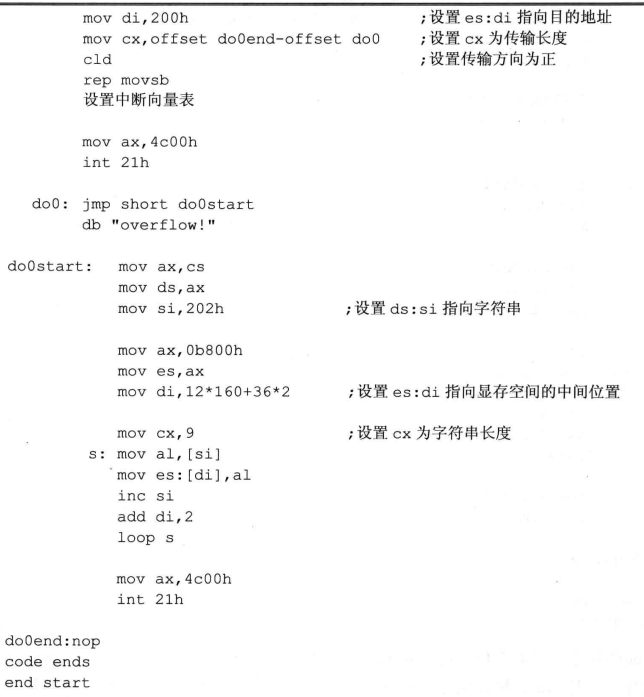 mov di,200h ;设置 es:di 指向目的地址
mov cx,offset do0end-offset do0 ;设置 cx 为传输长度
cld ;设置传输方向为正
rep movsb
设置中断向量表
mov ax,4c00h
int 21h
do0: jmp short do0start
db "overflow!"
do0start: mov ax,cs
mov ds,ax
mov si,202h ;设置 ds:si 指向字符串
mov ax,0b800h
mov es,ax
mov di,12*160+36*2 ;设置 es:di 指向显存空间的中间位置
mov cx,9 ;设置 cx 为字符串长度
s: mov al,[si]
mov es:[di],al
inc si
add di,2
loop s
mov ax,4c00h
int 21h
do0end:nop
code ends
end start